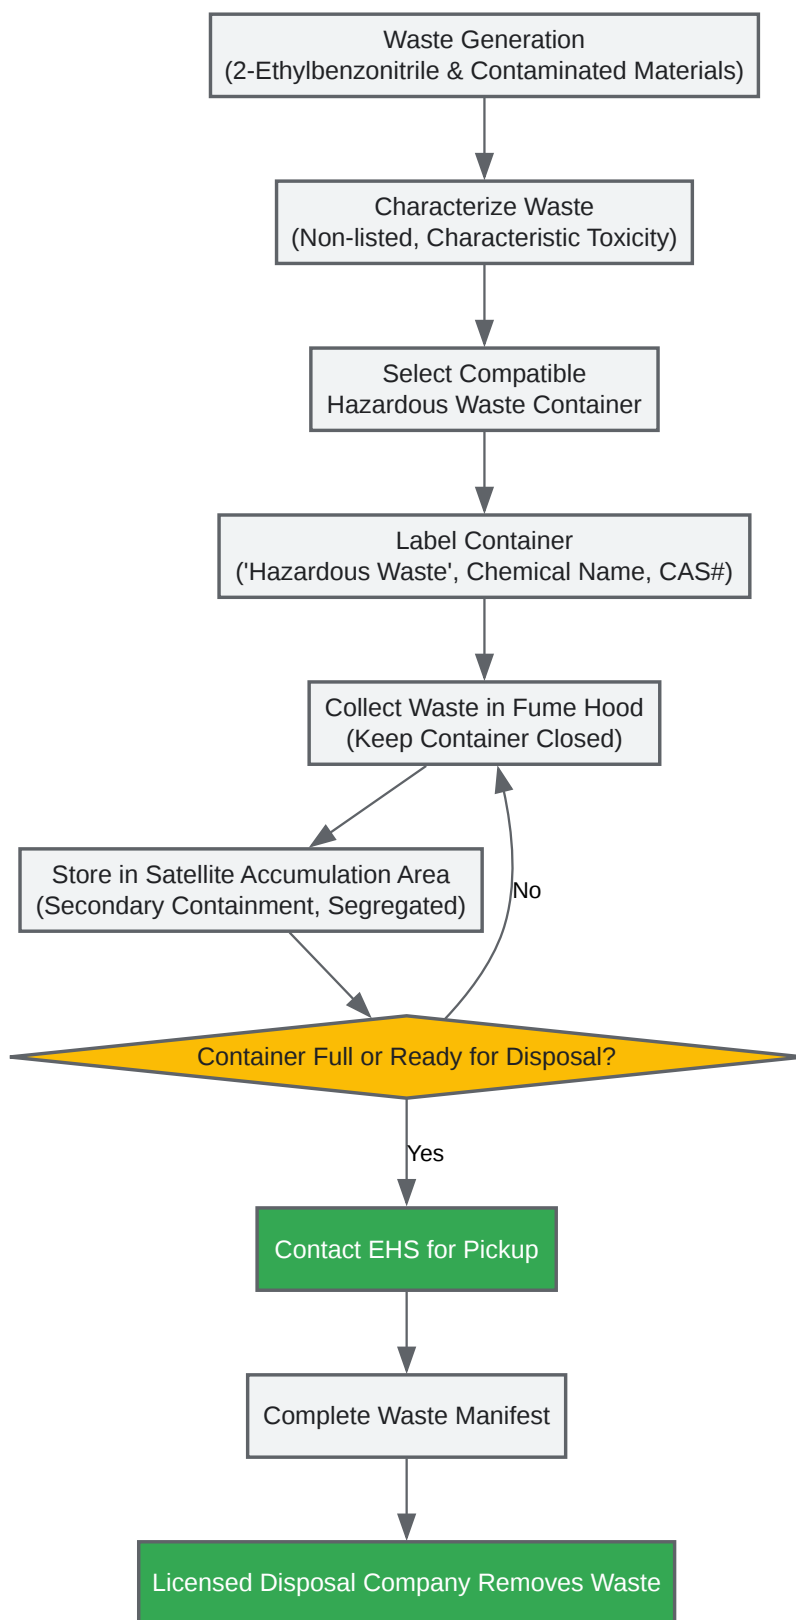 Waste Generation
(2-Ethylbenzonitrile & Contaminated Materials)
Characterize Waste
(Non-listed, Characteristic Toxicity)
Select Compatible
Hazardous Waste Container
Label Container
('Hazardous Waste', Chemical Name, CAS#)
Collect Waste in Fume Hood
(Keep Container Closed)
Store in Satellite Accumulation Area
(Secondary Containment, Segregated)
No
Container Full or Ready for Disposal?
Yes
Contact EHS for Pickup
Complete Waste Manifest
Licensed Disposal Company Removes Waste